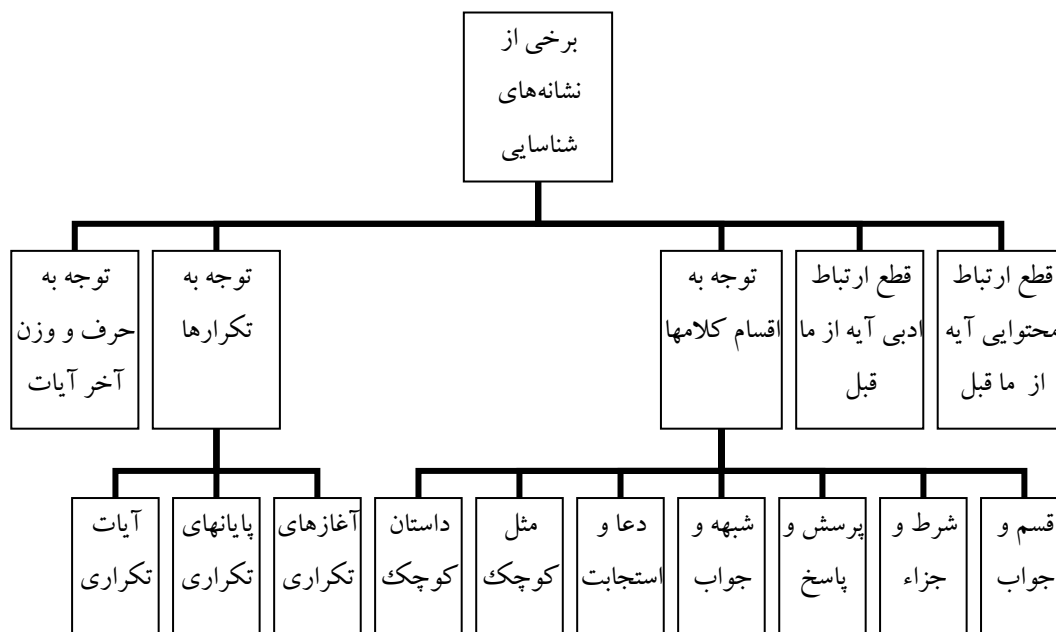 برخی از
نشانه‌های
شناسایی
قطع ارتباط
محتوایی آیه
از ما قبل
قطع ارتباط
ادبی آیه از ما
قبل
توجه به
اقسام کلامها
توجه به
تکرارها
توجه به
حرف و وزن
آخر آیات
قسم و
جواب
شرط و
جزاء
پرسش و
پاسخ
شبهه و
جواب
دعا و
استجابت
مثل
کوچک
داستان
کوچک
آغازهای
تکراری
پایانهای
تکراری
آیات
تکراری